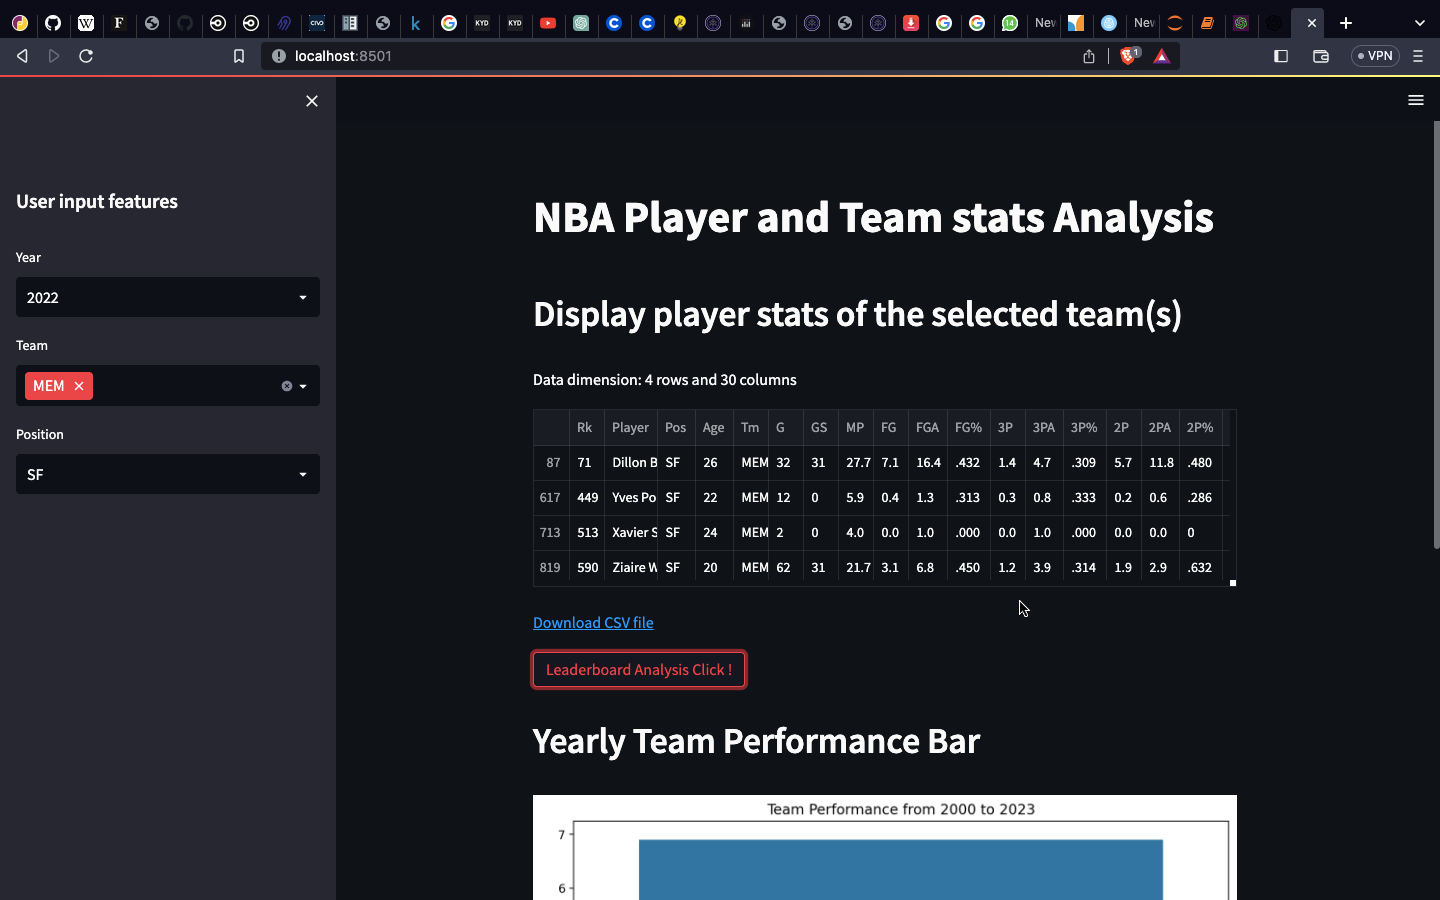 KYD KYD 14 New New
localhost:8501 1 VPN
User input features
Year
2022
Team
MEM
Position
SF
NBA Player and Team stats Analysis
Display player stats of the selected team(s)
Data dimension: 4 rows and 30 columns
Rk Player Pos Age Tm G GS MP FG FGA FG% 3P 3PA 3P% 2P 2PA 2P%
87 71 Dillon B SF 26 MEM 32 31 27.7 7.1 16.4 .432 1.4 4.7 .309 5.7 11.8 .480
617 449 Yves Po SF 22 MEM 12 0 5.9 0.4 1.3 .313 0.3 0.8 .333 0.2 0.6 .286
713 513 Xavier S SF 24 MEM 2 0 4.0 0.0 1.0 .000 0.0 1.0 .000 0.0 0.0 0
819 590 Ziaire W SF 20 MEM 62 31 21.7 3.1 6.8 .450 1.2 3.9 .314 1.9 2.9 .632
Download CSV file
Leaderboard Analysis Click !
Yearly Team Performance Bar
Team Performance from 2000 to 2023
7
6